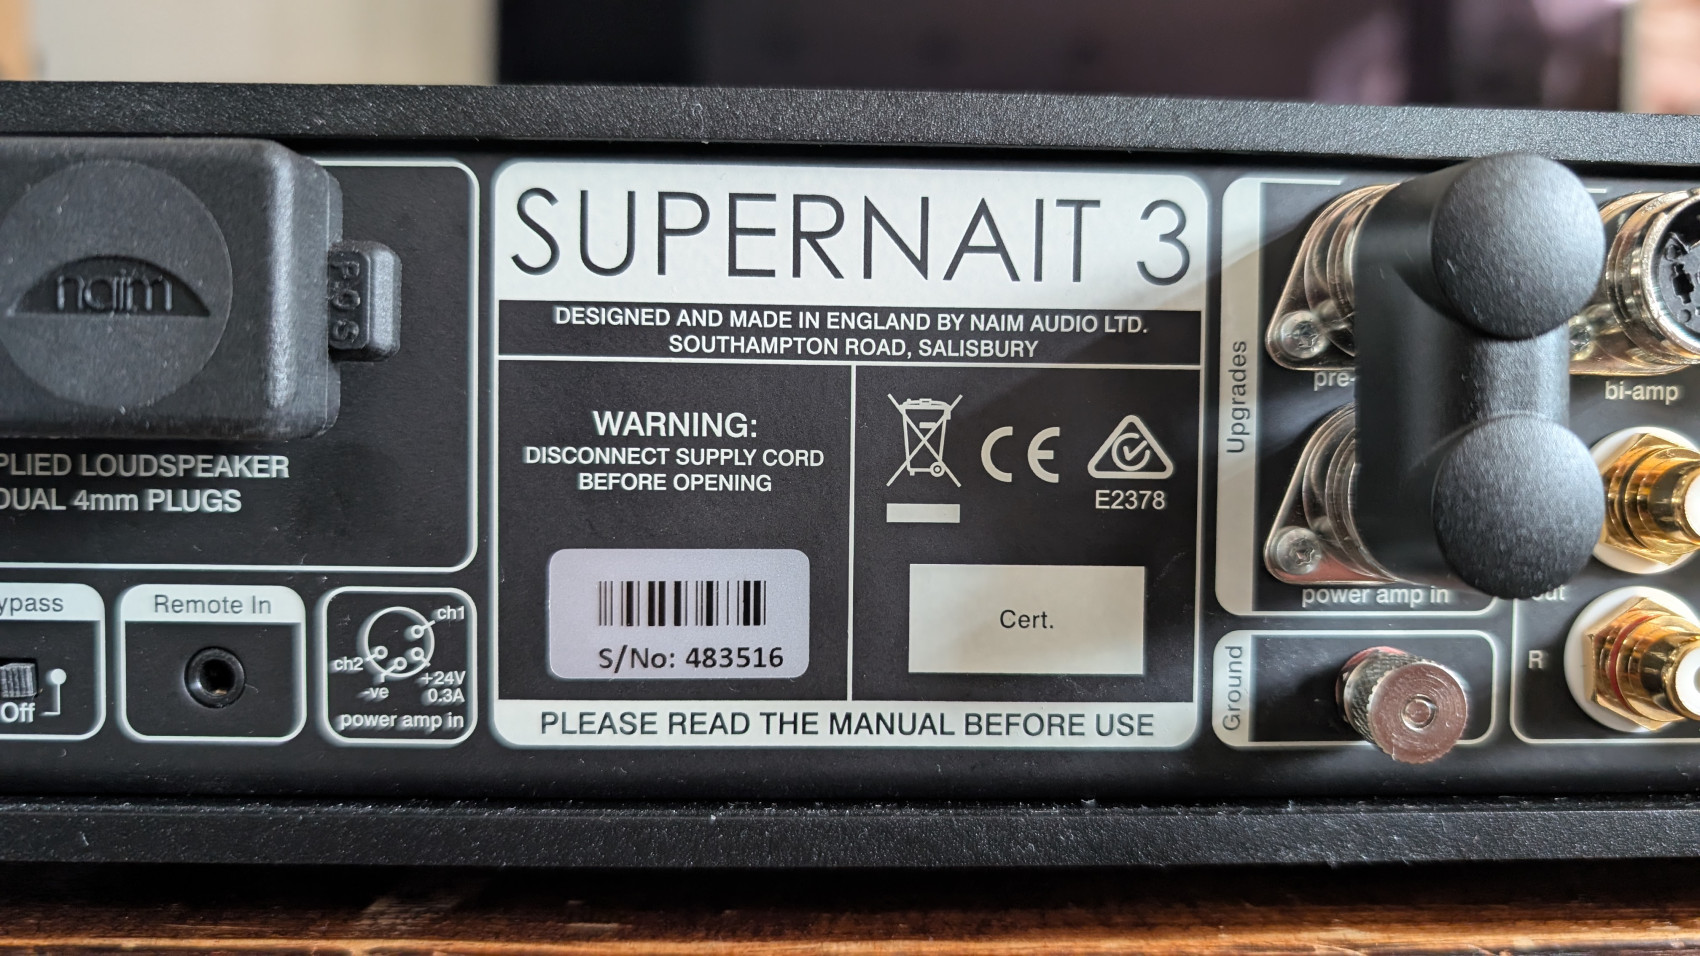 naim
POS
PLIED LOUDSPEAKER
DUAL 4mm PLUGS
ypass
Off
Remote In
ch1
ch2
-ve
+24V
0.3A
power amp in
SUPERNAIT 3
DESIGNED AND MADE IN ENGLAND BY NAIM AUDIO LTD.
SOUTHAMPTON ROAD, SALISBURY
WARNING:
DISCONNECT SUPPLY CORD
BEFORE OPENING
CE
E2378
S/No: 483516
Cert.
PLEASE READ THE MANUAL BEFORE USE
Upgrades
pre-
bi-amp
power amp in
Ground
out
R